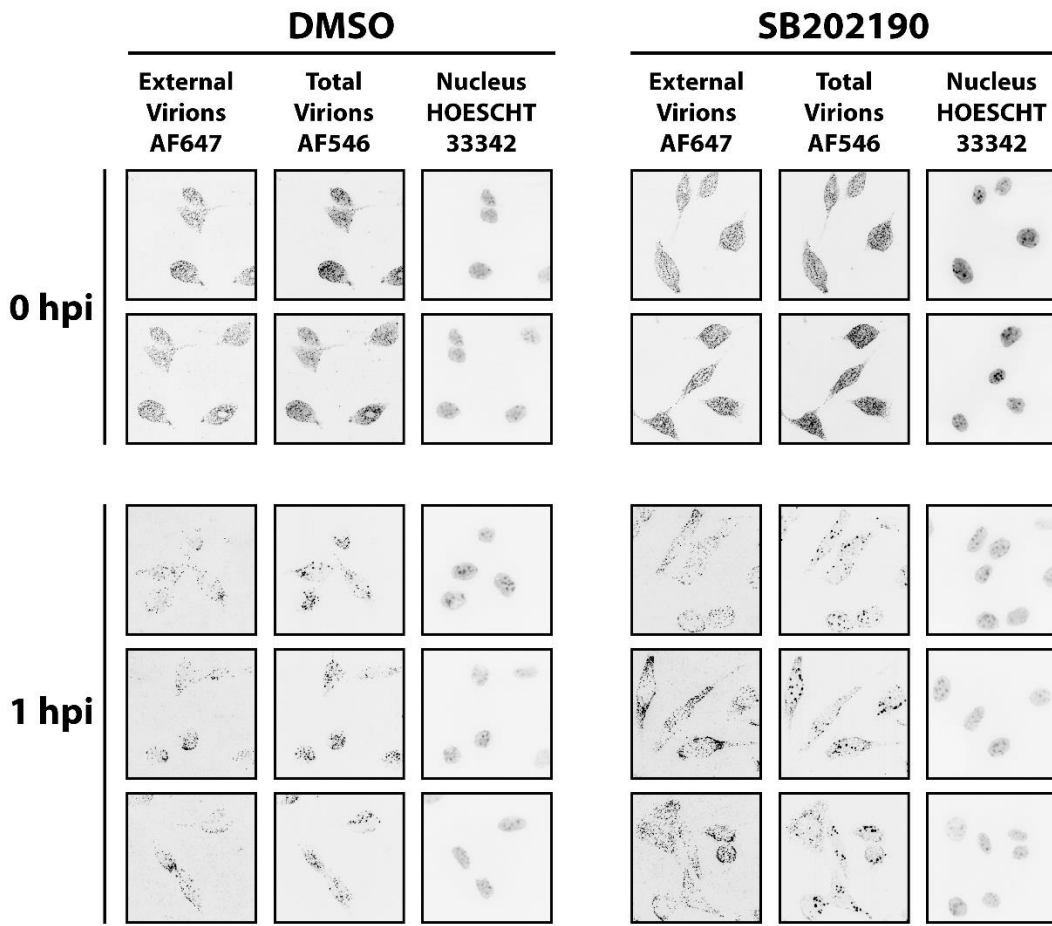 DMSO
SB202190
External
Virions
AF647
Total
Virions
AF546
Nucleus
HOESCHT
33342
External
Virions
AF647
Total
Virions
AF546
Nucleus
HOESCHT
33342
0 hpi
1 hpi